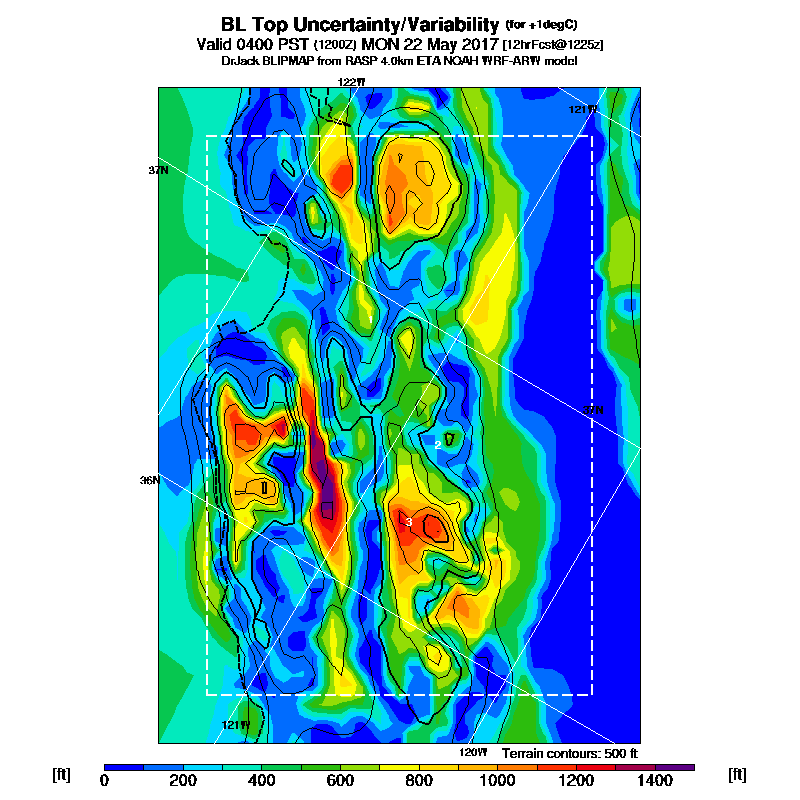 BL Top Uncertainty/Variability (for +1degC)
Valid 0400 PST (1200Z) MON 22 May 2017 [12hrFcst@1225z]
DrJack BLIPMAP from RASP 4.0km ETA NOAH WRF-ARW model
122W
121W
37N
1
37N
2
36N
3
121W
120W
Terrain contours: 500 ft
[ft] 0 200 400 600 800 1000 1200 1400 [ft]